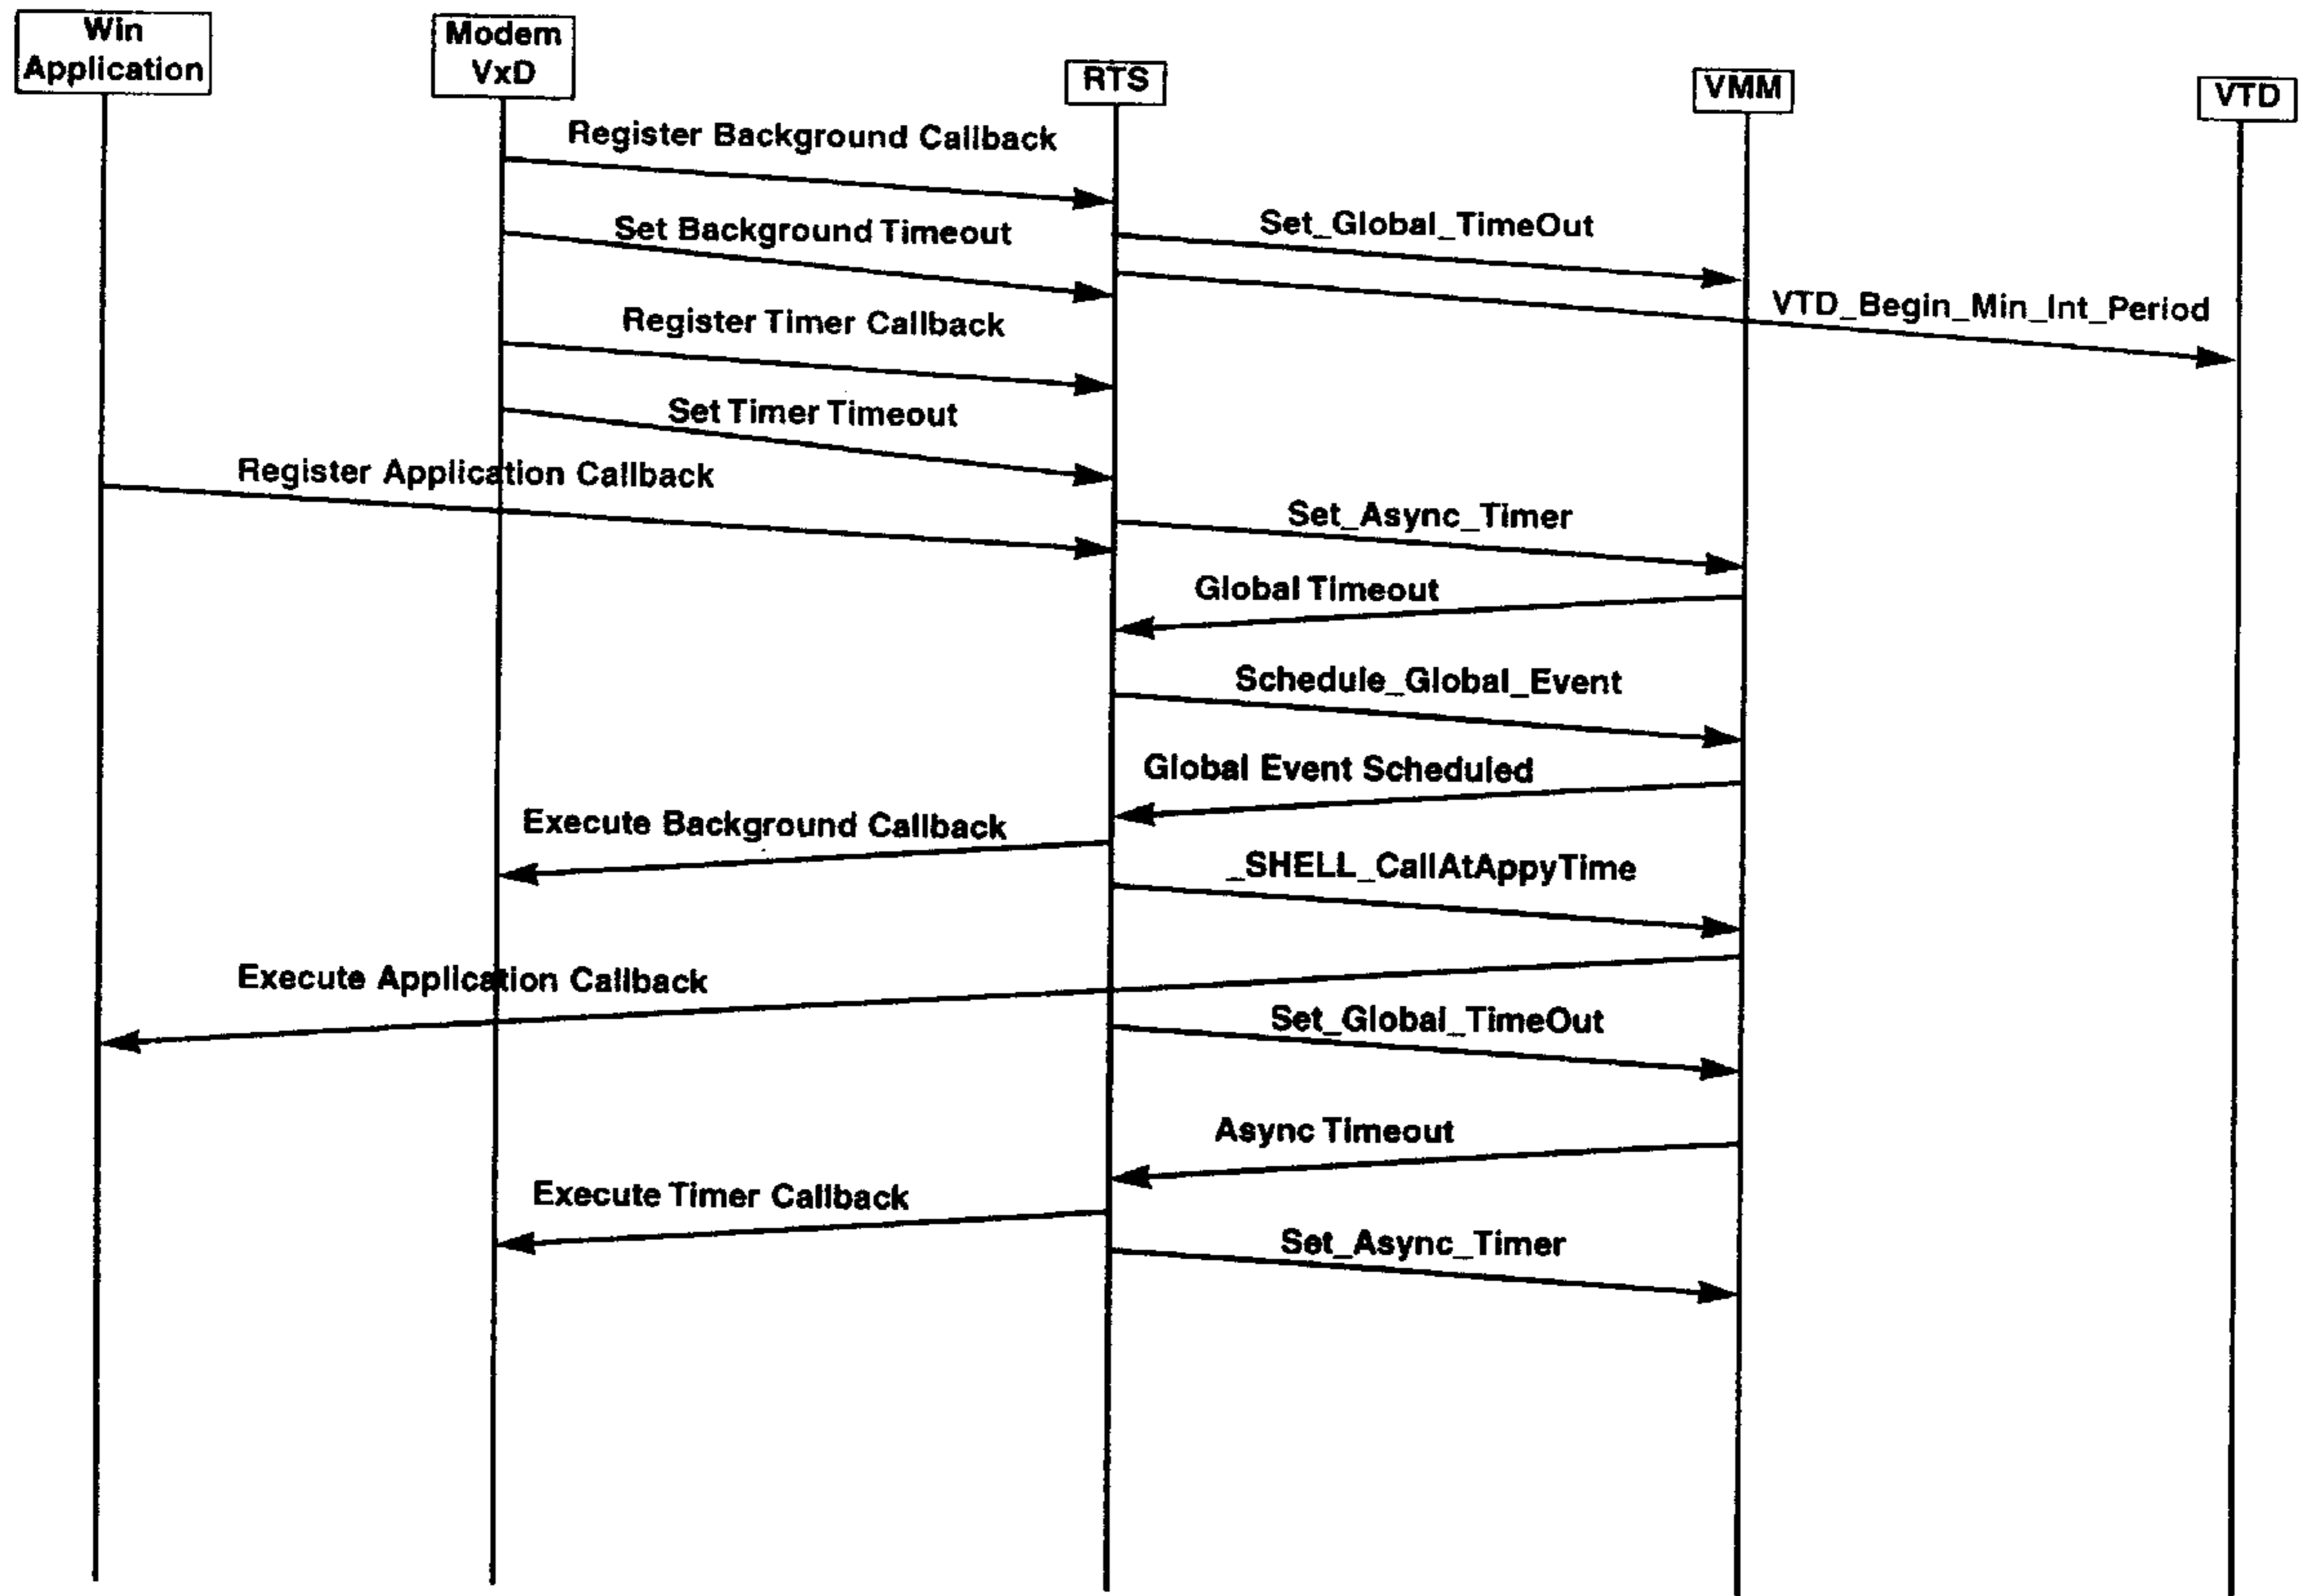 Win
Application
Modem
VxD
RTS
VMM
VTD
Register Background Callback
Set Background Timeout
Set_Global_TimeOut
VTD_Begin_Min_Int_Period
Register Timer Callback
Set Timer Timeout
Register Application Callback
Set_Async_Timer
Global Timeout
Schedule_Global_Event
Global Event Scheduled
Execute Background Callback
_SHELL_CallAtAppyTime
Execute Application Callback
Set_Global_TimeOut
Async Timeout
Execute Timer Callback
Set_Async_Timer